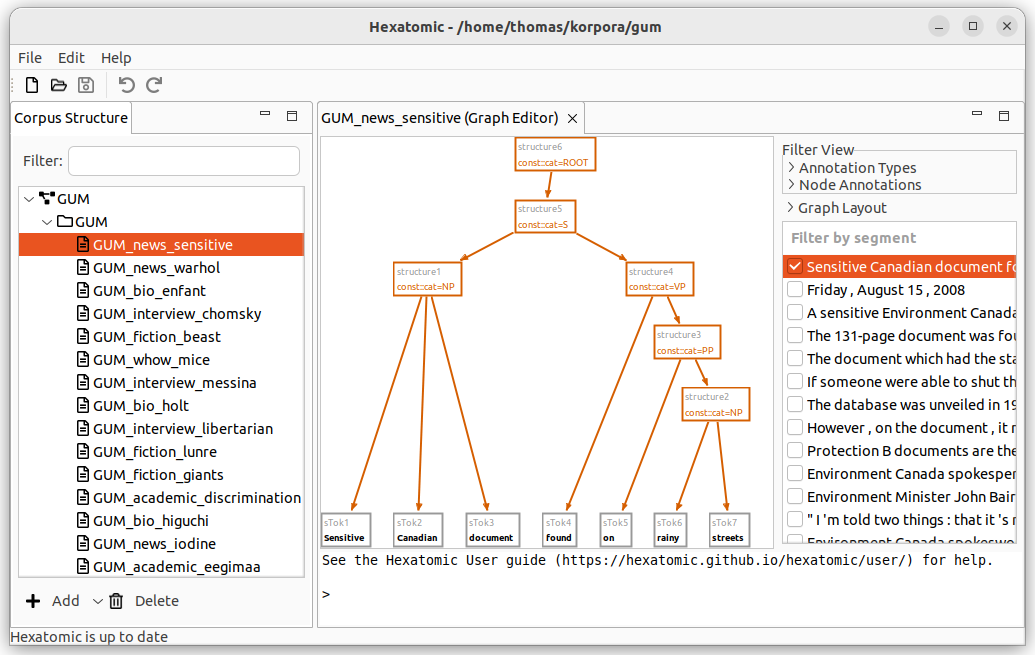 Hexatomic - /home/thomas/korpora/gum
File Edit Help
Corpus Structure
Filter:
GUM
GUM
GUM_news_sensitive
GUM_news_warhol
GUM_bio_enfant
GUM_interview_chomsky
GUM_fiction_beast
GUM_whow_mice
GUM_interview_messina
GUM_bio_holt
GUM_interview_libertarian
GUM_fiction_lunre
GUM_fiction_giants
GUM_academic_discrimination
GUM_bio_higuchi
GUM_news_iodine
GUM_academic_eegimaa
Add Delete
GUM_news_sensitive (Graph Editor)
structure6
const::cat=ROOT
structure5
const::cat=S
structure1
const::cat=NP
structure4
const::cat=VP
structure3
const::cat=PP
structure2
const::cat=NP
sTok1 sTok2 sTok3 sTok4 sTok5 sTok6 sTok7
Sensitive Canadian document found on rainy streets
See the Hexatomic User guide (https://hexatomic.github.io/hexatomic/user/) for help.
>
Filter View
Annotation Types
Node Annotations
Graph Layout
Filter by segment
Sensitive Canadian document fo
Friday , August 15 , 2008
A sensitive Environment Canada
The 131-page document was fou
The document which had the sta
If someone were able to shut th
The database was unveiled in 19
However , on the document , it r
Protection B documents are the
Environment Canada spokesper
Environment Minister John Bair
" I 'm told two things : that it 's r
Environment Canada spokeswo
Hexatomic is up to date